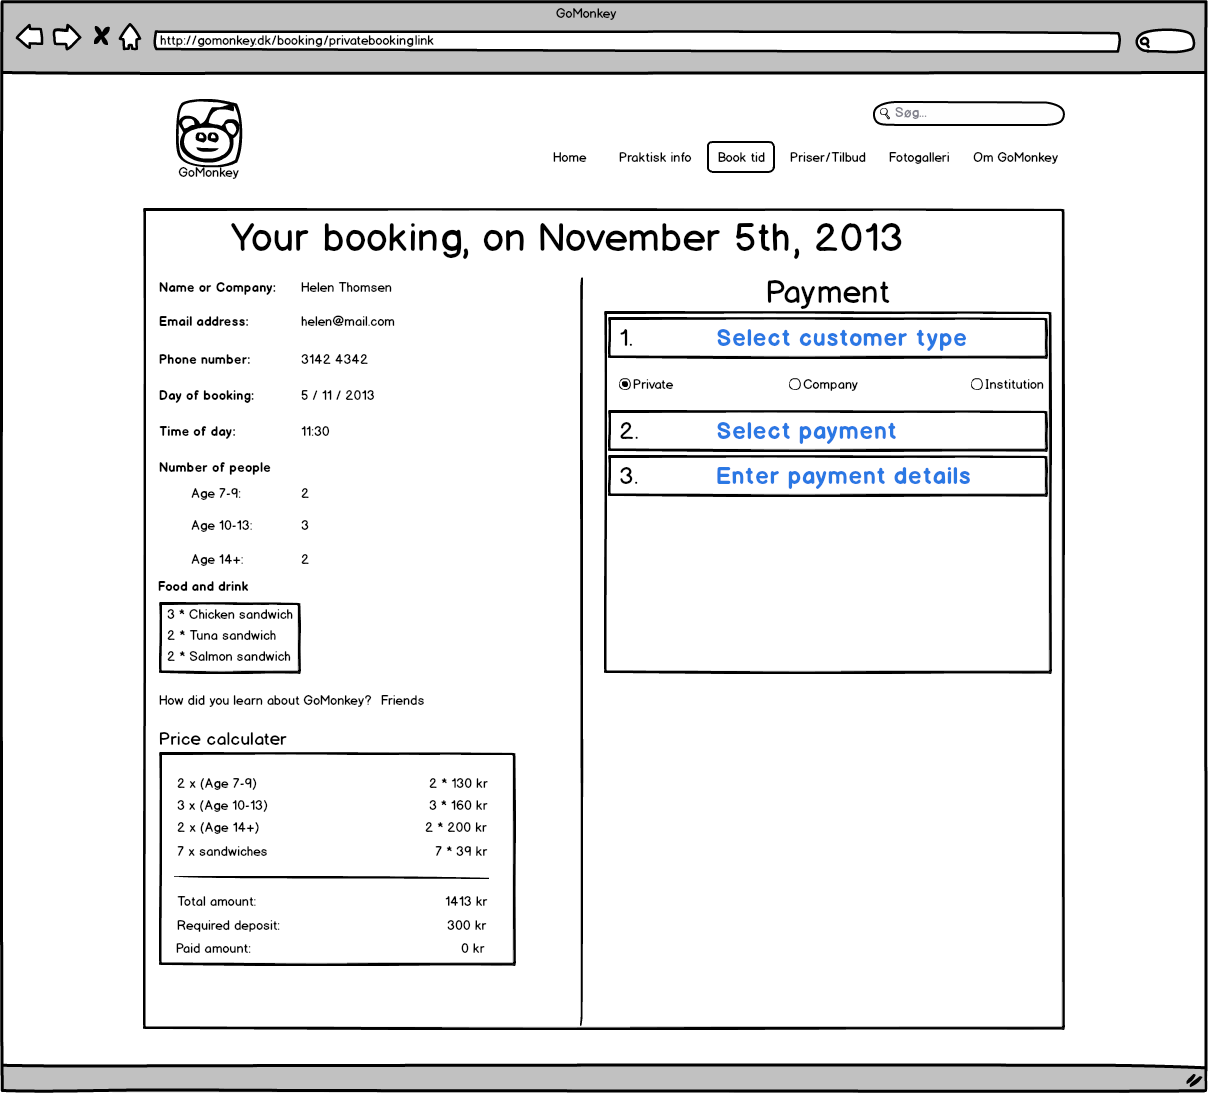 GoMonkey
http://gomonkey.dk/booking/privatebookinglink
Søg...
GoMonkey
Home Praktisk info Book tid Priser/Tilbud Fotogalleri Om GoMonkey
Your booking, on November 5th, 2013
Name or Company: Helen Thomsen
Email address: helen@mail.com
Phone number: 3142 4342
Day of booking: 5 / 11 / 2013
Time of day: 11:30
Number of people
Age 7-9: 2
Age 10-13: 3
Age 14+: 2
Food and drink
3 * Chicken sandwich
2 * Tuna sandwich
2 * Salmon sandwich
How did you learn about GoMonkey? Friends
Price calculater
2 x (Age 7-9) 2 * 130 kr
3 x (Age 10-13) 3 * 160 kr
2 x (Age 14+) 2 * 200 kr
7 x sandwiches 7 * 39 kr
Total amount: 1413 kr
Required deposit: 300 kr
Paid amount: 0 kr
Payment
1. Select customer type
Private Company Institution
2. Select payment
3. Enter payment details